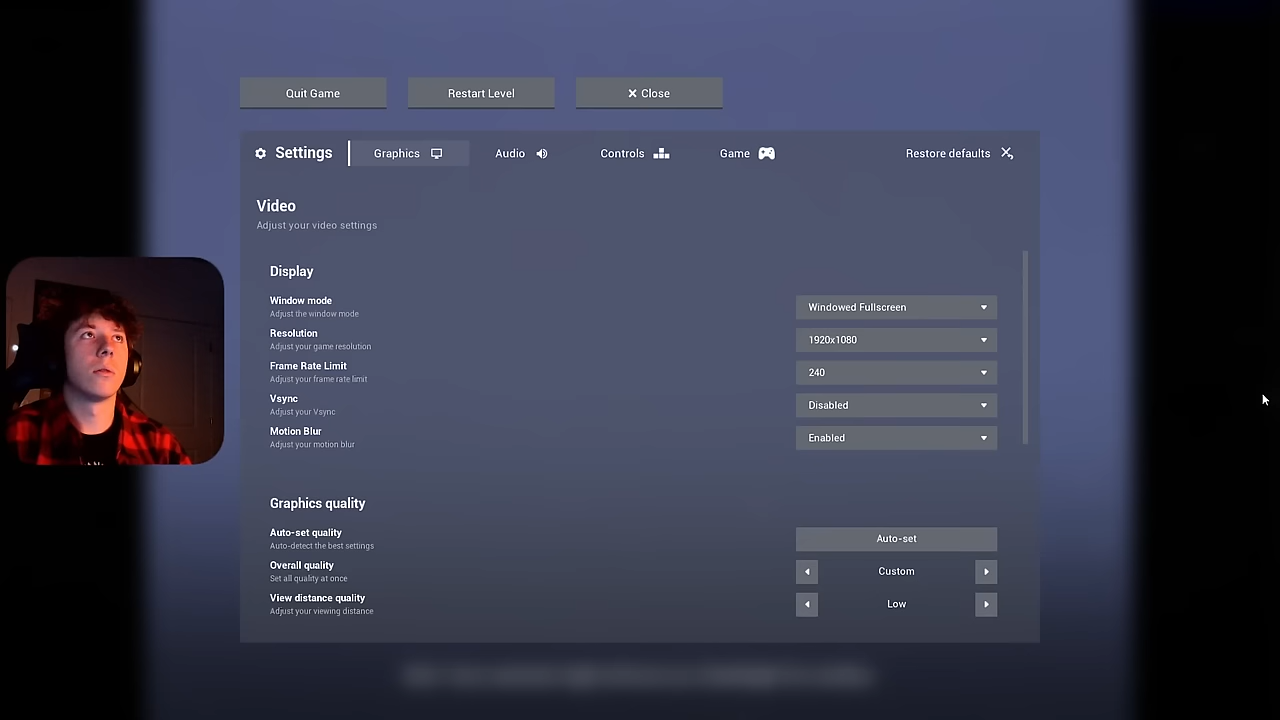 Quit Game
Restart Level
Close
Settings
Graphics
Audio
Controls
Game
Restore defaults
Video
Adjust your video settings
Display
Window mode
Windowed Fullscreen
Adjust the window mode
Resolution
1920x1080
Adjust your game resolution
Frame Rate Limit
240
Adjust your frame rate limit
Vsync
Disabled
Adjust your Vsync
Motion Blur
Enabled
Adjust your motion blur
Graphics quality
Auto-set quality
Auto-set
Auto-detect the best settings
Overall quality
Custom
Set all quality at once
View distance quality
Low
Adjust your viewing distance